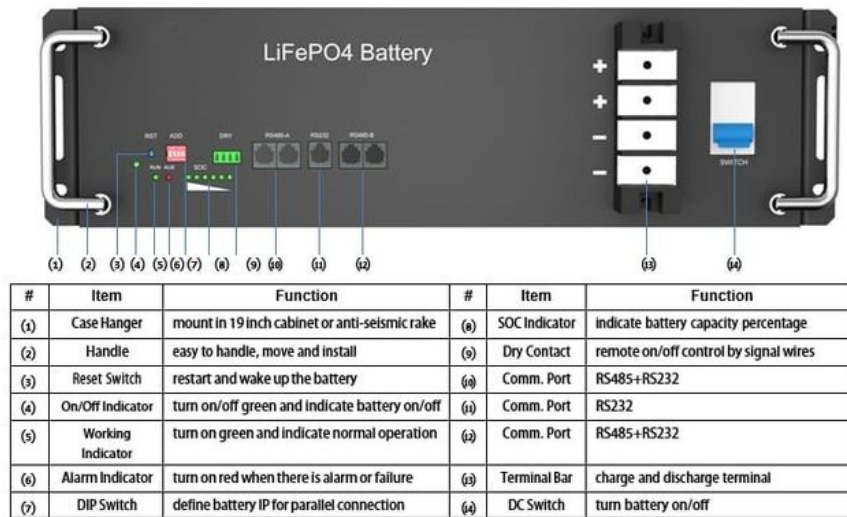 LiFePO4 Battery
+
+
−
−
RST ADD DRY RS485-A RS232 RS485-B
RUN ALM SOC
SWITCH
(1) (2) (3) (4) (5) (6) (7) (8) (9) (10) (11) (12) (13) (14)
# Item Function # Item Function
(1) Case Hanger mount in 19 inch cabinet or anti-seismic rake (8) SOC Indicator indicate battery capacity percentage
(2) Handle easy to handle, move and install (9) Dry Contact remote on/off control by signal wires
(3) Reset Switch restart and wake up the battery (10) Comm. Port RS485+RS232
(4) On/Off Indicator turn on/off green and indicate battery on/off (11) Comm. Port RS232
(5) Working Indicator turn on green and indicate normal operation (12) Comm. Port RS485+RS232
(6) Alarm Indicator turn on red when there is alarm or failure (13) Terminal Bar charge and discharge terminal
(7) DIP Switch define battery IP for parallel connection (14) DC Switch turn battery on/off